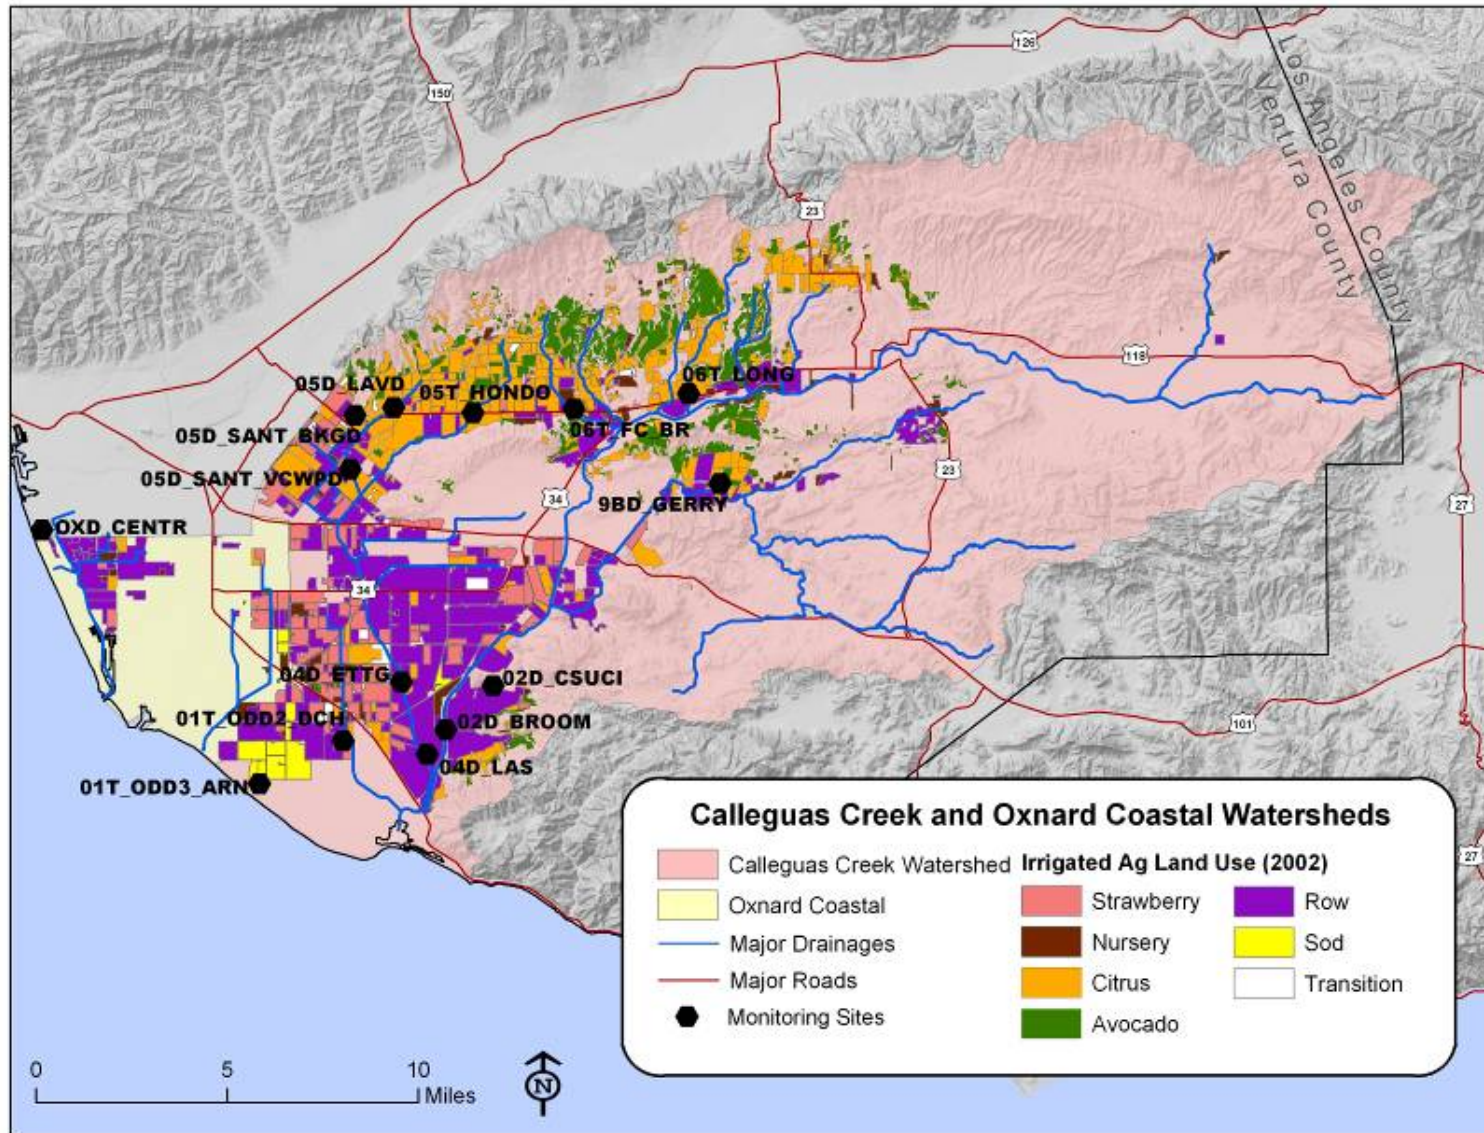 126
150
Los Angeles County
Ventura County
23
118
05D_LAVD
06T_LONG
05T_HONDO
05D_SANT_BKGD
06T_FC_BR
05D_SANT_VCWPD
23
34
9BD_GERRY
27
OXD_CENTR
34
04D_ETTG
02D_CSUCI
01T_ODD2_DCH
02D_BROOM
101
04D_LAS
01T_ODD3_ARN
27
Calleguas Creek and Oxnard Coastal Watersheds
Calleguas Creek Watershed
Oxnard Coastal
Major Drainages
Major Roads
Monitoring Sites
Irrigated Ag Land Use (2002)
Strawberry
Nursery
Citrus
Avocado
Row
Sod
Transition
0 5 10
Miles
N